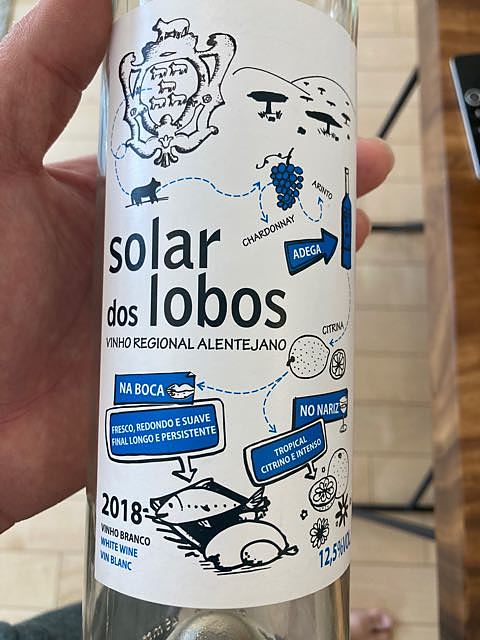 ARINTO
CHARDONNAY
ADEGA
solar
dos lobos
VINHO REGIONAL ALENTEJANO
CITRINA
NA BOCA
FRESCO, REDONDO E SUAVE
FINAL LONGO E PERSISTENTE
NO NARIZ
TROPICAL
CITRINO E INTENSO
2018
VINHO BRANCO
WHITE WINE
VIN BLANC
12,5%VOL